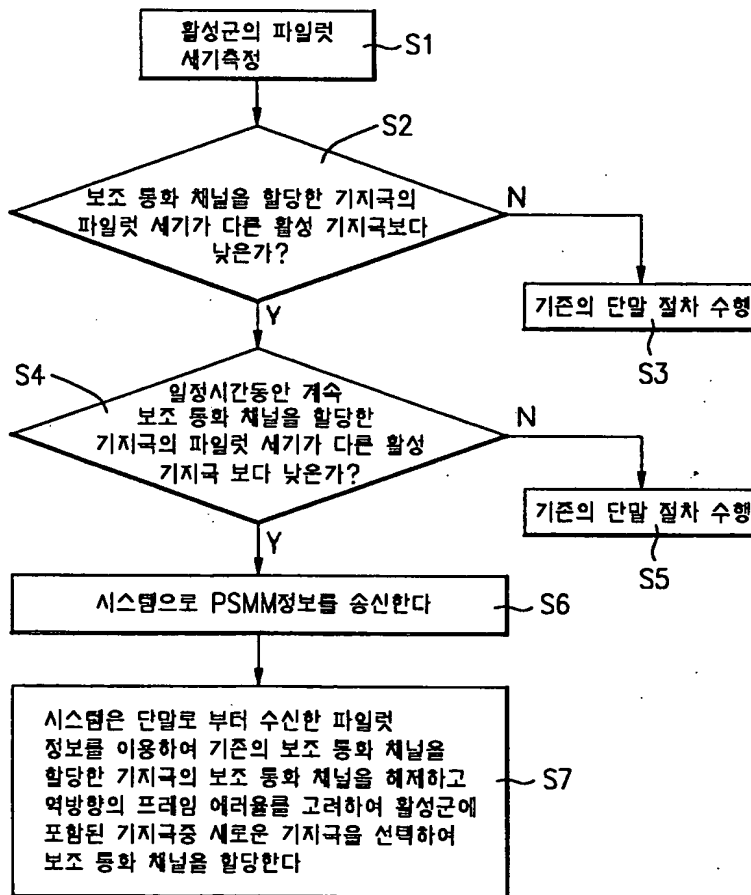 활성군의 파일럿
세기측정
S1
S2
보조 통화 채널을 할당한 기지국의
파일럿 세기가 다른 활성 기지국보다
낮은가?
N
Y
기존의 단말 절차 수행
S3
S4
일정시간동안 계속
보조 통화 채널을 할당한
기지국의 파일럿 세기가 다른 활성
기지국 보다 낮은가?
N
Y
기존의 단말 절차 수행
S5
시스템으로 PSMM정보를 송신한다
S6
시스템은 단말로 부터 수신한 파일럿
정보를 이용하여 기존의 보조 통화 채널을
할당한 기지국의 보조 통화 채널을 해제하고
역방향의 프레임 에러율를 고려하여 활성군에
포함된 기지국중 새로운 기지국을 선택하여
보조 통화 채널을 할당한다
S7